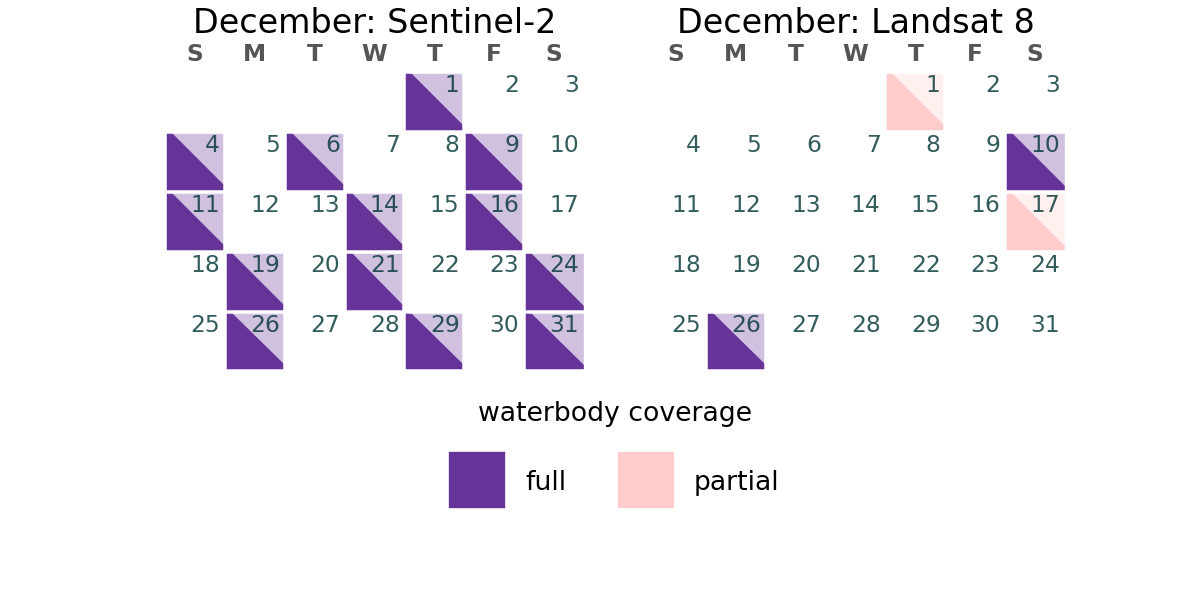 December: Sentinel-2
S M T W T F S
1 2 3
4 5 6 7 8 9 10
11 12 13 14 15 16 17
18 19 20 21 22 23 24
25 26 27 28 29 30 31
December: Landsat 8
S M T W T F S
1 2 3
4 5 6 7 8 9 10
11 12 13 14 15 16 17
18 19 20 21 22 23 24
25 26 27 28 29 30 31
waterbody coverage
full partial